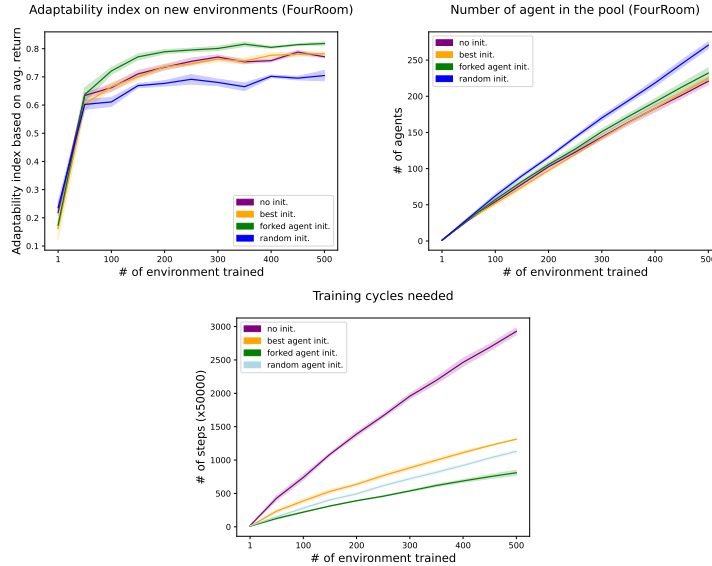 Adaptability index on new environments (FourRoom)
Adaptability index based on avg. return
0.8
0.7
0.6
0.5
0.4
0.3
0.2
0.1
no init.
best init.
forked agent init.
random init.
1 100 200 300 400 500
# of environment trained
Number of agent in the pool (FourRoom)
# of agents
250
200
150
100
50
0
no init.
best init.
forked agent init.
random init.
1 100 200 300 400 500
# of environment trained
Training cycles needed
# of steps (x50000)
3000
2500
2000
1500
1000
500
0
no init.
best agent init.
forked agent init.
random agent init.
1 100 200 300 400 500
# of environment trained